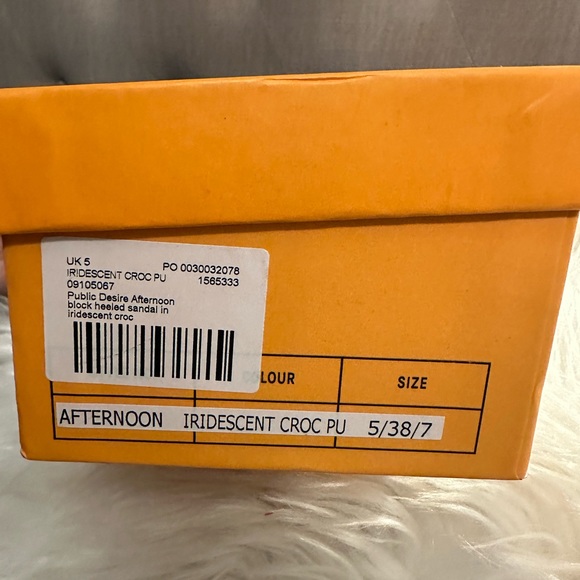 UK 5
PO 0030032078
IRIDESCENT CROC PU 1565333
09105067
Public Desire Afternoon
block heeled sandal in
iridescent croc
OLOUR SIZE
AFTERNOON IRIDESCENT CROC PU 5/38/7